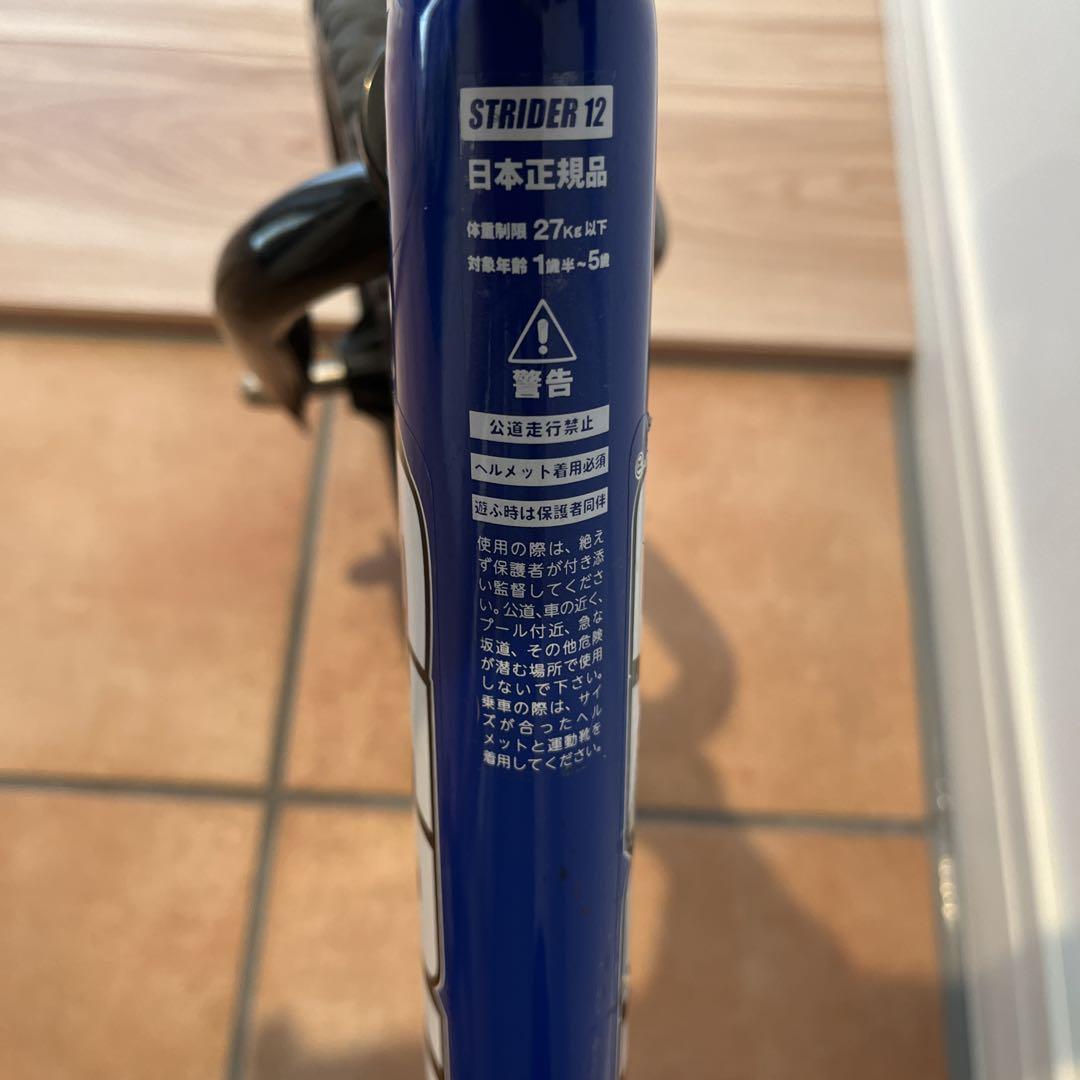 STRIDER 12
日本正規品
体重制限 27Kg以下
対象年齢 1歳半~5歳
警告
公道走行禁止
ヘルメット着用必須
遊ぶ時は保護者同伴
使用の際は、絶え
ず保護者が付き添
い監督してくださ
い。公道、車の近く、
プール付近、急な
坂道、その他危険
が潜む場所で使用
しないで下さい。
乗車の際は、サイ
ズが合ったヘル
メットと運動靴を
着用してください。